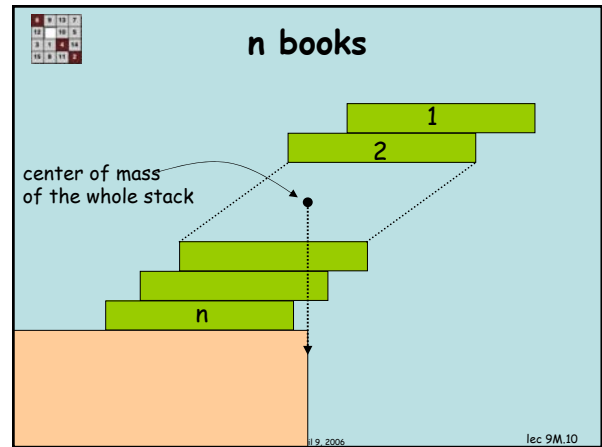 n books
1
2
center of mass
of the whole stack
n
il 9, 2006
lec 9M.10